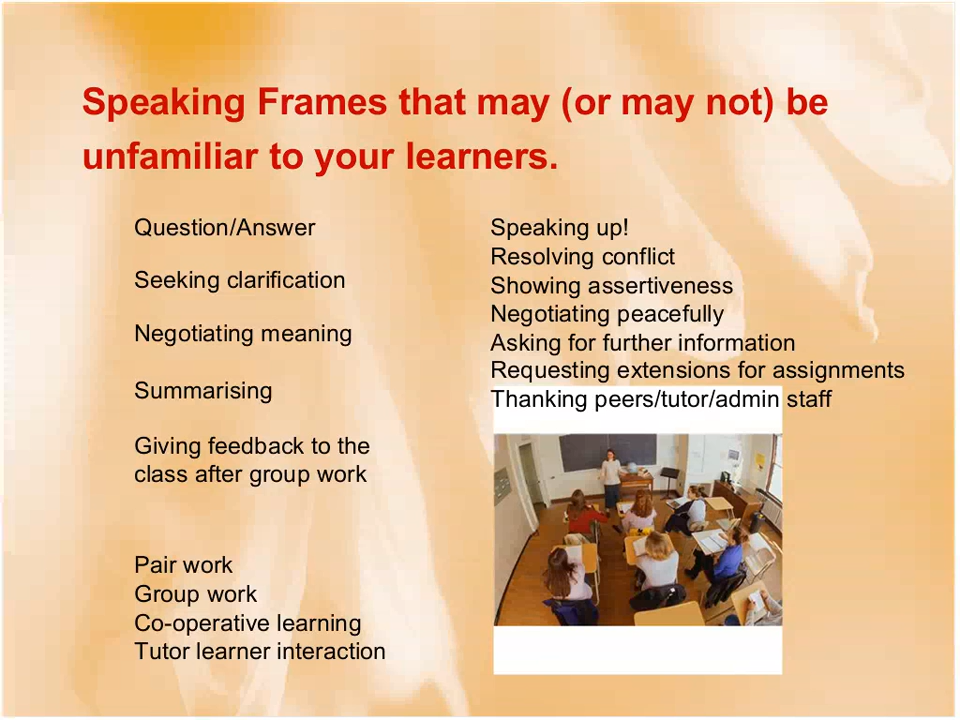 Speaking Frames that may (or may not) be
unfamiliar to your learners.
Question/Answer
Seeking clarification
Negotiating meaning
Summarising
Giving feedback to the
class after group work
Pair work
Group work
Co-operative learning
Tutor learner interaction
Speaking up!
Resolving conflict
Showing assertiveness
Negotiating peacefully
Asking for further information
Requesting extensions for assignments
Thanking peers/tutor/admin staff